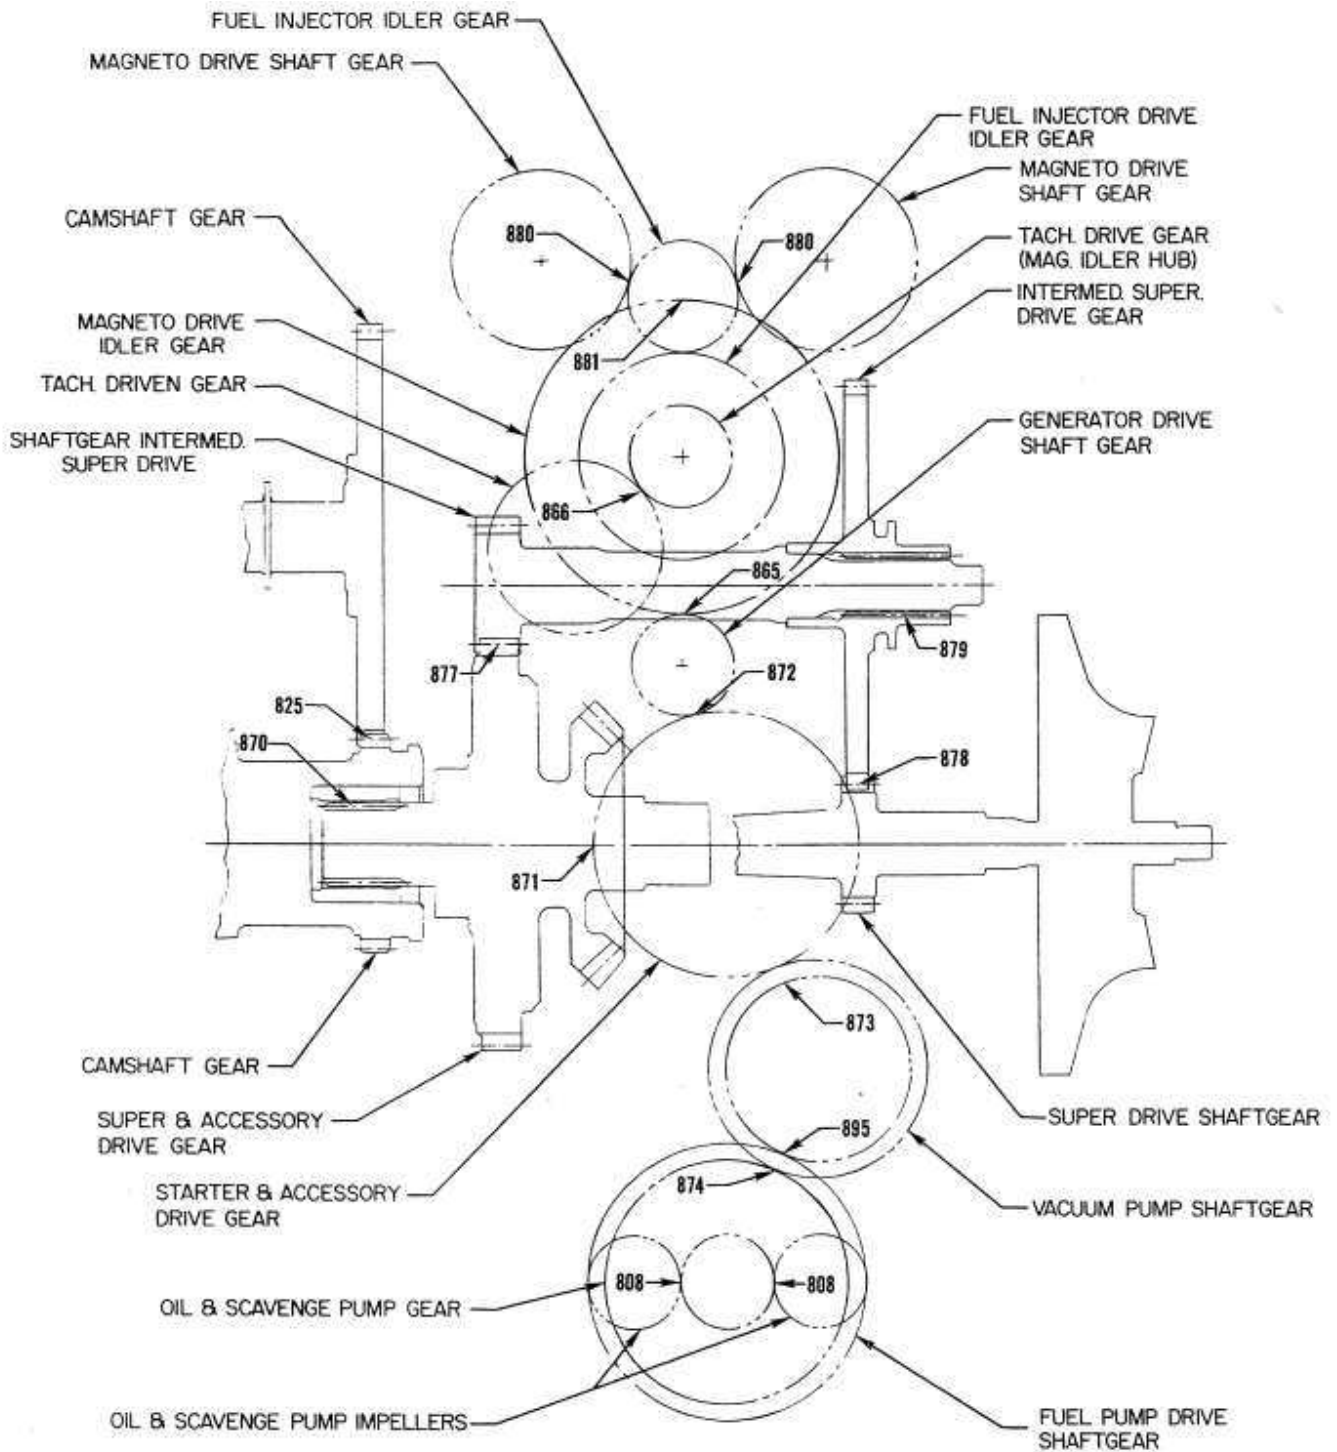 FUEL INJECTOR IDLER GEAR
MAGNETO DRIVE SHAFT GEAR
FUEL INJECTOR DRIVE
IDLER GEAR
MAGNETO DRIVE
SHAFT GEAR
CAMSHAFT GEAR
880
880
TACH. DRIVE GEAR
(MAG. IDLER HUB)
INTERMED. SUPER.
DRIVE GEAR
MAGNETO DRIVE
IDLER GEAR
881
TACH. DRIVEN GEAR
GENERATOR DRIVE
SHAFT GEAR
SHAFTGEAR INTERMED.
SUPER DRIVE
866
865
879
877
872
825
870
878
871
873
CAMSHAFT GEAR
SUPER & ACCESSORY
DRIVE GEAR
SUPER DRIVE SHAFTGEAR
895
874
STARTER & ACCESSORY
DRIVE GEAR
VACUUM PUMP SHAFTGEAR
808
808
OIL & SCAVENGE PUMP GEAR
OIL & SCAVENGE PUMP IMPELLERS
FUEL PUMP DRIVE
SHAFTGEAR